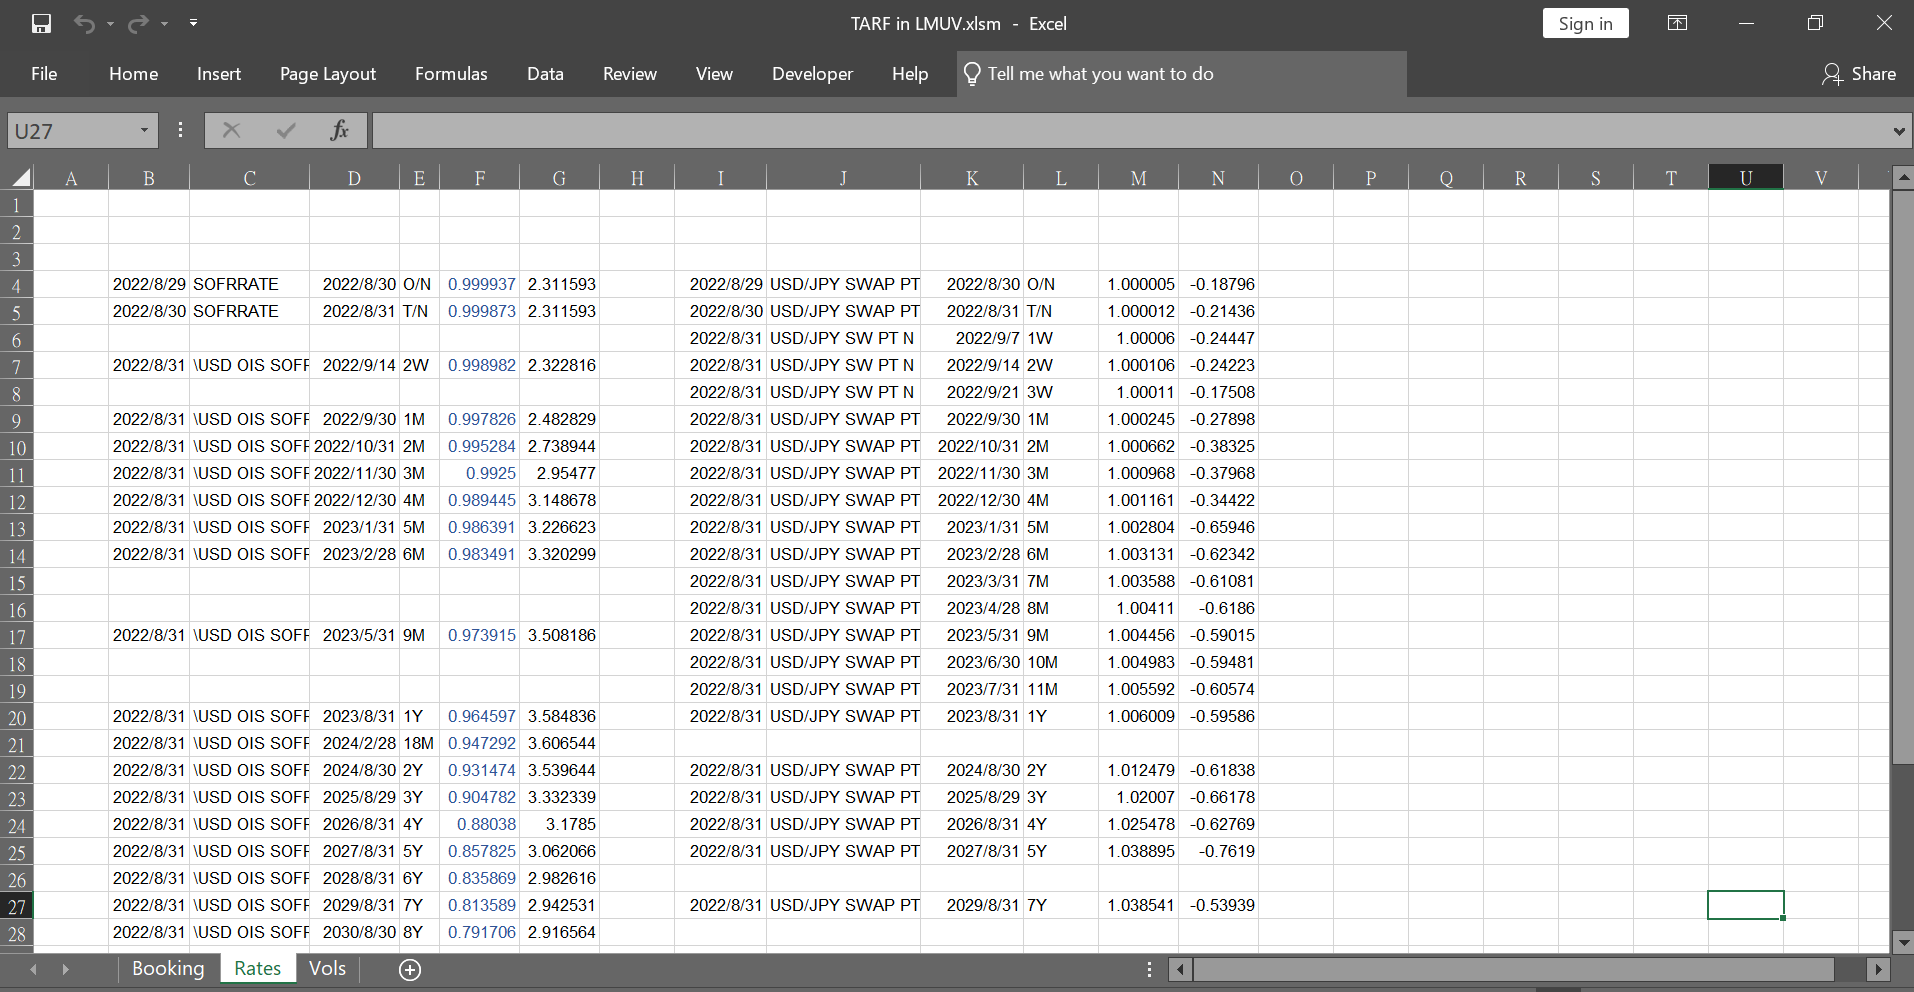 TARF in LMUV.xlsm - Excel
Sign in
File Home Insert Page Layout Formulas Data Review View Developer Help Tell me what you want to do Share
U27 fx
A B C D E F G H I J K L M N O P Q R S T U V
1
2
3
4 2022/8/29 SOFRRATE 2022/8/30 O/N 0.999937 2.311593 2022/8/29 USD/JPY SWAP PT 2022/8/30 O/N 1.000005 -0.18796
5 2022/8/30 SOFRRATE 2022/8/31 T/N 0.999873 2.311593 2022/8/30 USD/JPY SWAP PT 2022/8/31 T/N 1.000012 -0.21436
6 2022/8/31 USD/JPY SW PT N 2022/9/7 1W 1.00006 -0.24447
7 2022/8/31 \USD OIS SOFF 2022/9/14 2W 0.998982 2.322816 2022/8/31 USD/JPY SW PT N 2022/9/14 2W 1.000106 -0.24223
8 2022/8/31 USD/JPY SW PT N 2022/9/21 3W 1.00011 -0.17508
9 2022/8/31 \USD OIS SOFF 2022/9/30 1M 0.997826 2.482829 2022/8/31 USD/JPY SWAP PT 2022/9/30 1M 1.000245 -0.27898
10 2022/8/31 \USD OIS SOFF 2022/10/31 2M 0.995284 2.738944 2022/8/31 USD/JPY SWAP PT 2022/10/31 2M 1.000662 -0.38325
11 2022/8/31 \USD OIS SOFF 2022/11/30 3M 0.9925 2.95477 2022/8/31 USD/JPY SWAP PT 2022/11/30 3M 1.000968 -0.37968
12 2022/8/31 \USD OIS SOFF 2022/12/30 4M 0.989445 3.148678 2022/8/31 USD/JPY SWAP PT 2022/12/30 4M 1.001161 -0.34422
13 2022/8/31 \USD OIS SOFF 2023/1/31 5M 0.986391 3.226623 2022/8/31 USD/JPY SWAP PT 2023/1/31 5M 1.002804 -0.65946
14 2022/8/31 \USD OIS SOFF 2023/2/28 6M 0.983491 3.320299 2022/8/31 USD/JPY SWAP PT 2023/2/28 6M 1.003131 -0.62342
15 2022/8/31 USD/JPY SWAP PT 2023/3/31 7M 1.003588 -0.61081
16 2022/8/31 USD/JPY SWAP PT 2023/4/28 8M 1.00411 -0.6186
17 2022/8/31 \USD OIS SOFF 2023/5/31 9M 0.973915 3.508186 2022/8/31 USD/JPY SWAP PT 2023/5/31 9M 1.004456 -0.59015
18 2022/8/31 USD/JPY SWAP PT 2023/6/30 10M 1.004983 -0.59481
19 2022/8/31 USD/JPY SWAP PT 2023/7/31 11M 1.005592 -0.60574
20 2022/8/31 \USD OIS SOFF 2023/8/31 1Y 0.964597 3.584836 2022/8/31 USD/JPY SWAP PT 2023/8/31 1Y 1.006009 -0.59586
21 2022/8/31 \USD OIS SOFF 2024/2/28 18M 0.947292 3.606544
22 2022/8/31 \USD OIS SOFF 2024/8/30 2Y 0.931474 3.539644 2022/8/31 USD/JPY SWAP PT 2024/8/30 2Y 1.012479 -0.61838
23 2022/8/31 \USD OIS SOFF 2025/8/29 3Y 0.904782 3.332339 2022/8/31 USD/JPY SWAP PT 2025/8/29 3Y 1.02007 -0.66178
24 2022/8/31 \USD OIS SOFF 2026/8/31 4Y 0.88038 3.1785 2022/8/31 USD/JPY SWAP PT 2026/8/31 4Y 1.025478 -0.62769
25 2022/8/31 \USD OIS SOFF 2027/8/31 5Y 0.857825 3.062066 2022/8/31 USD/JPY SWAP PT 2027/8/31 5Y 1.038895 -0.7619
26 2022/8/31 \USD OIS SOFF 2028/8/31 6Y 0.835869 2.982616
27 2022/8/31 \USD OIS SOFF 2029/8/31 7Y 0.813589 2.942531 2022/8/31 USD/JPY SWAP PT 2029/8/31 7Y 1.038541 -0.53939
28 2022/8/31 \USD OIS SOFF 2030/8/30 8Y 0.791706 2.916564
Booking Rates Vols